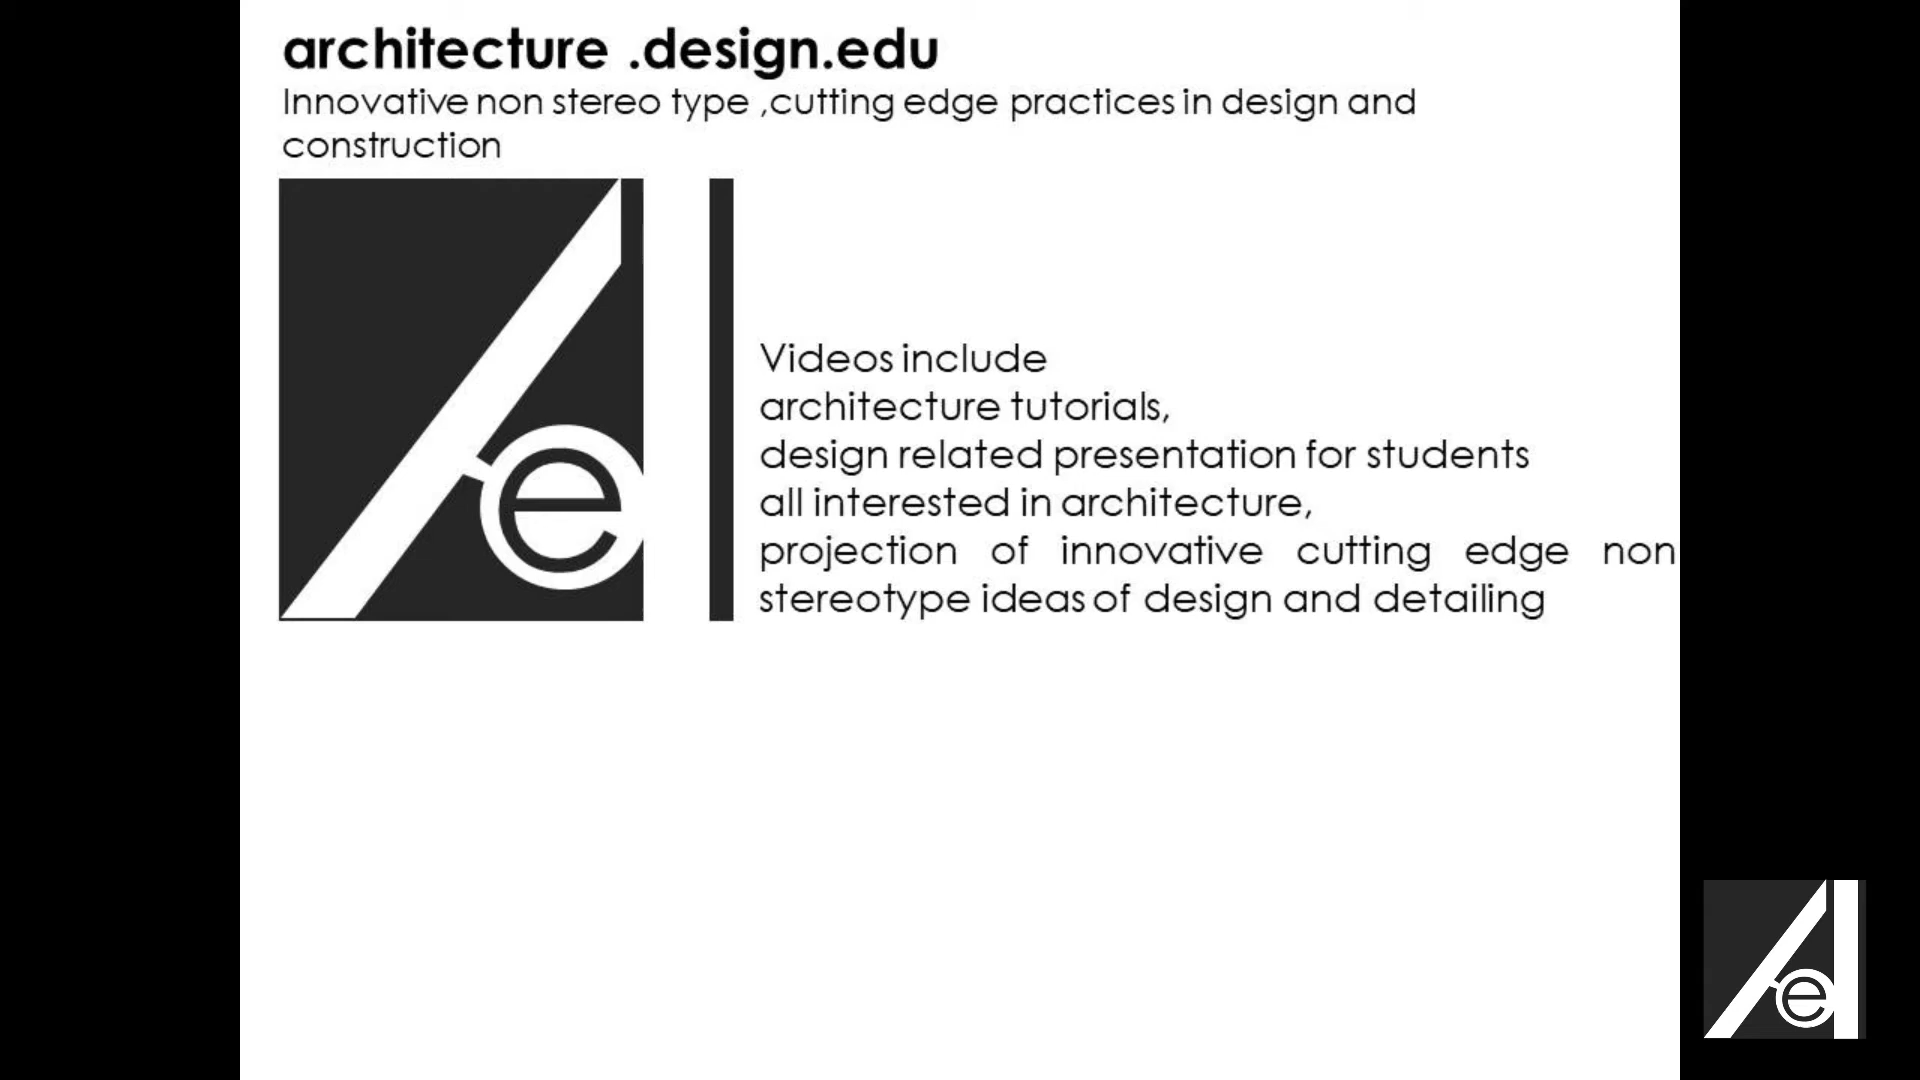 architecture .design.edu
Innovative non stereo type ,cutting edge practices in design and
construction
e
Videos include
architecture tutorials,
design related presentation for students
all interested in architecture,
projection of innovative cutting edge non
stereotype ideas of design and detailing
e